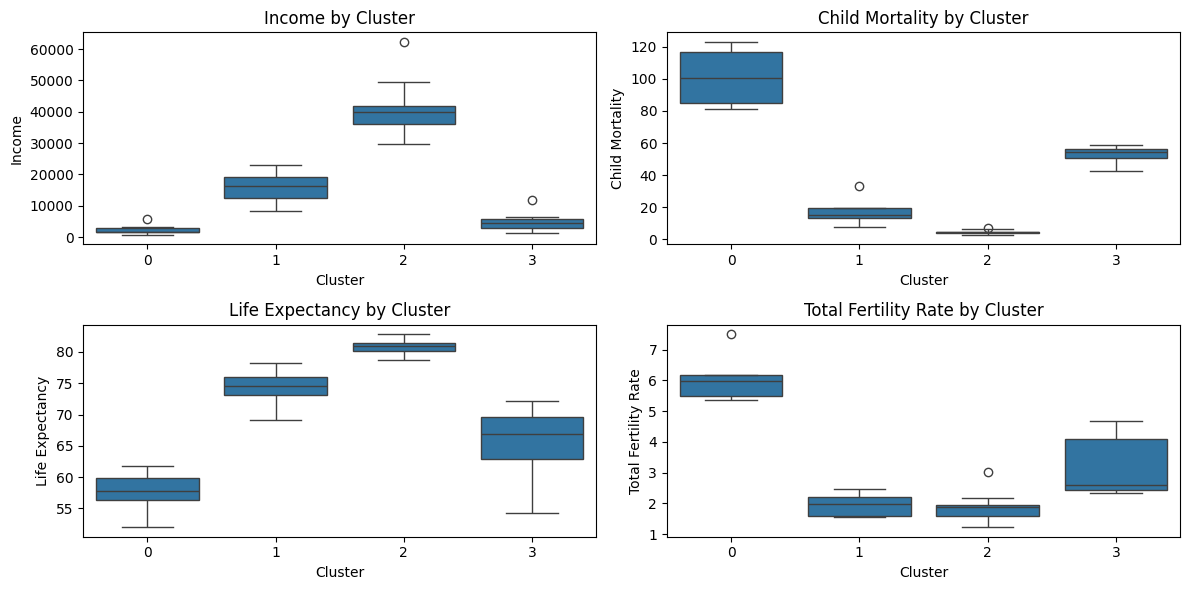 Income by Cluster
Income
60000
50000
40000
30000
20000
10000
0
0 1 2 3
Cluster
Child Mortality by Cluster
Child Mortality
120
100
80
60
40
20
0
0 1 2 3
Cluster
Life Expectancy by Cluster
Life Expectancy
80
75
70
65
60
55
0 1 2 3
Cluster
Total Fertility Rate by Cluster
Total Fertility Rate
7
6
5
4
3
2
1
0 1 2 3
Cluster